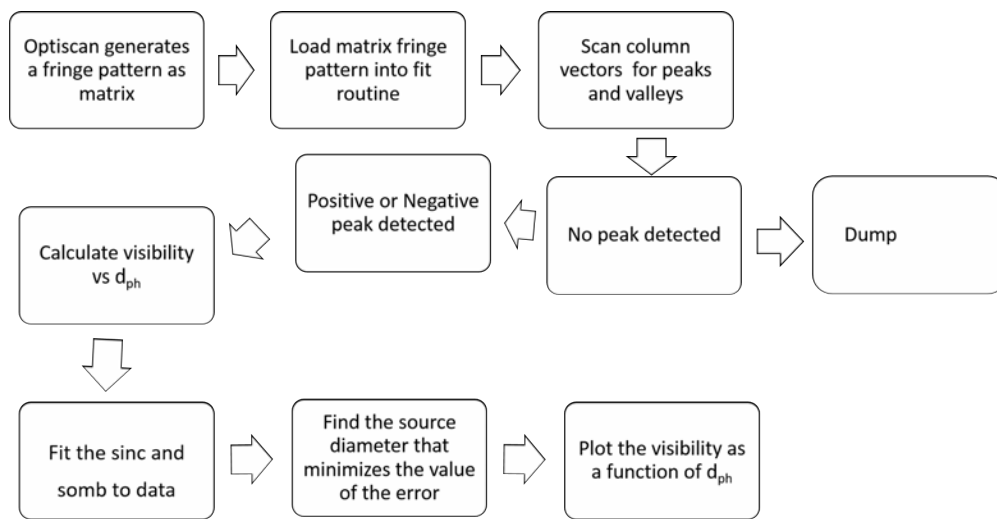 Optiscan generates
a fringe pattern as
matrix
Load matrix fringe
pattern into fit
routine
Scan column
vectors for peaks
and valleys
No peak detected
Dump
Positive or Negative
peak detected
Calculate visibility
vs dph
Fit the sinc and
somb to data
Find the source
diameter that
minimizes the value
of the error
Plot the visibility as
a function of dph